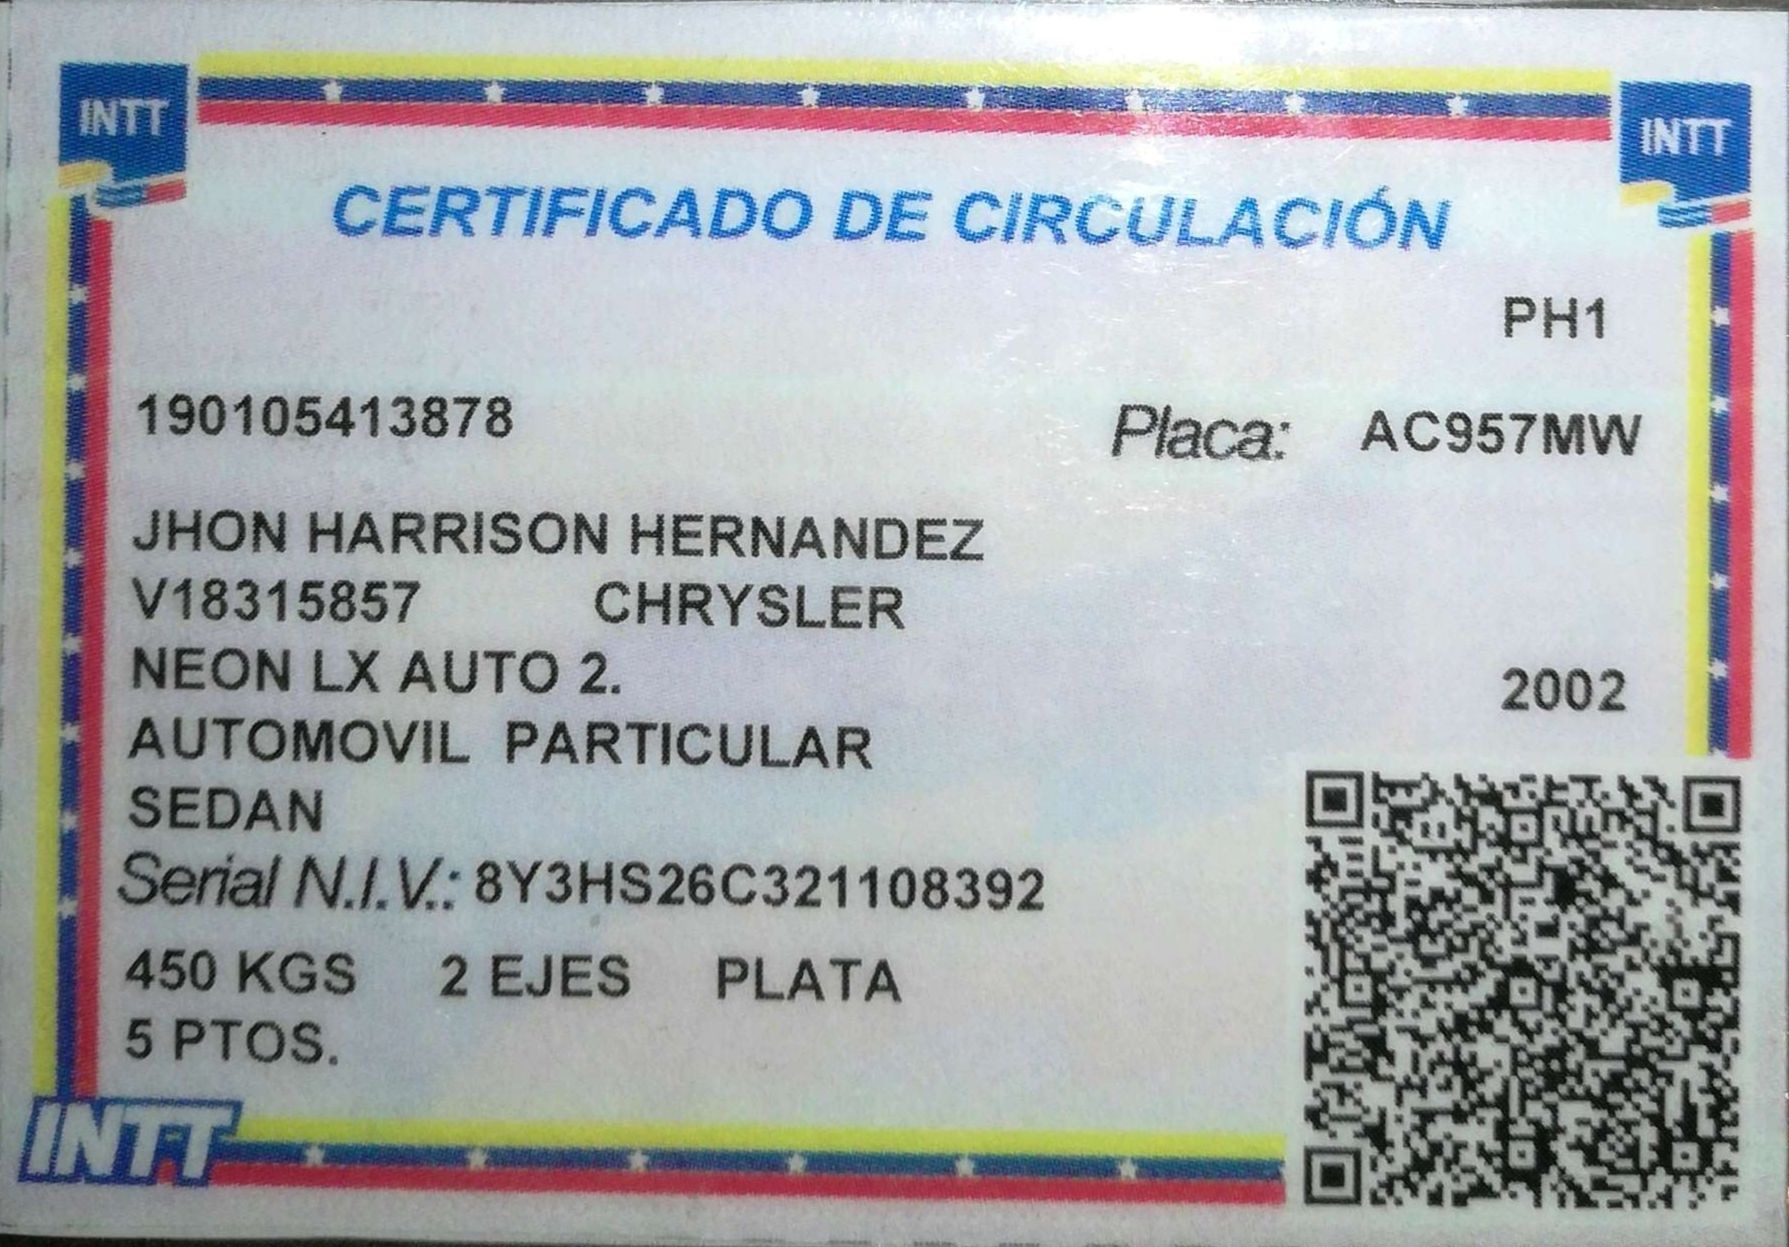 INTT
INTT
CERTIFICADO DE CIRCULACIÓN
PH1
190105413878 Placa: AC957MW
JHON HARRISON HERNANDEZ
V18315857 CHRYSLER
NEON LX AUTO 2. 2002
AUTOMOVIL PARTICULAR
SEDAN
Serial N.I.V.: 8Y3HS26C321108392
450 KGS 2 EJES PLATA
5 PTOS.
INTT